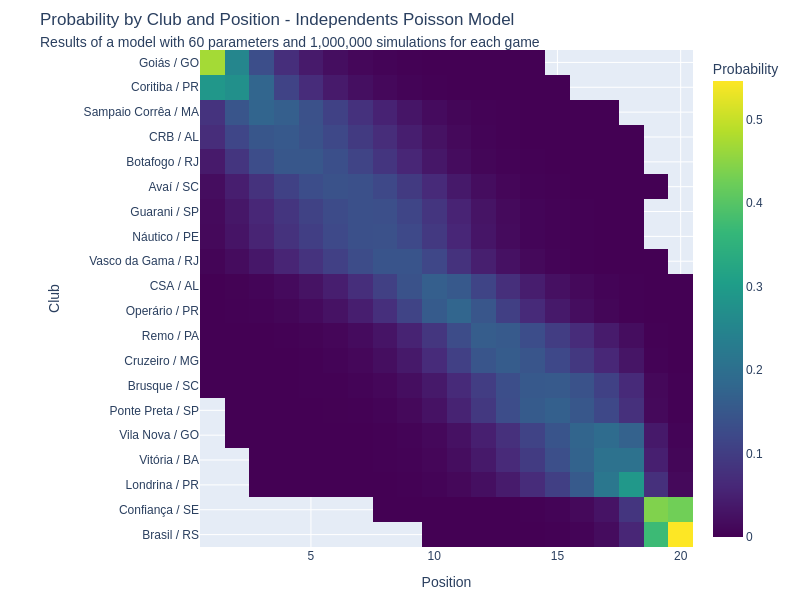 Probability by Club and Position - Independents Poisson Model
Results of a model with 60 parameters and 1,000,000 simulations for each game
Probability
Goiás / GO
Coritiba / PR
Sampaio Corrêa / MA
CRB / AL
Botafogo / RJ
Avaí / SC
Guarani / SP
Náutico / PE
Vasco da Gama / RJ
CSA / AL
Operário / PR
Remo / PA
Cruzeiro / MG
Brusque / SC
Ponte Preta / SP
Vila Nova / GO
Vitória / BA
Londrina / PR
Confiança / SE
Brasil / RS
Club
5
10
15
20
Position
0.5
0.4
0.3
0.2
0.1
0